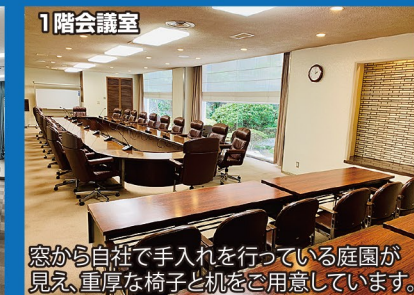 1階会議室
窓から自社で手入れを行っている庭園が
見え、重厚な椅子と机をご用意しています。